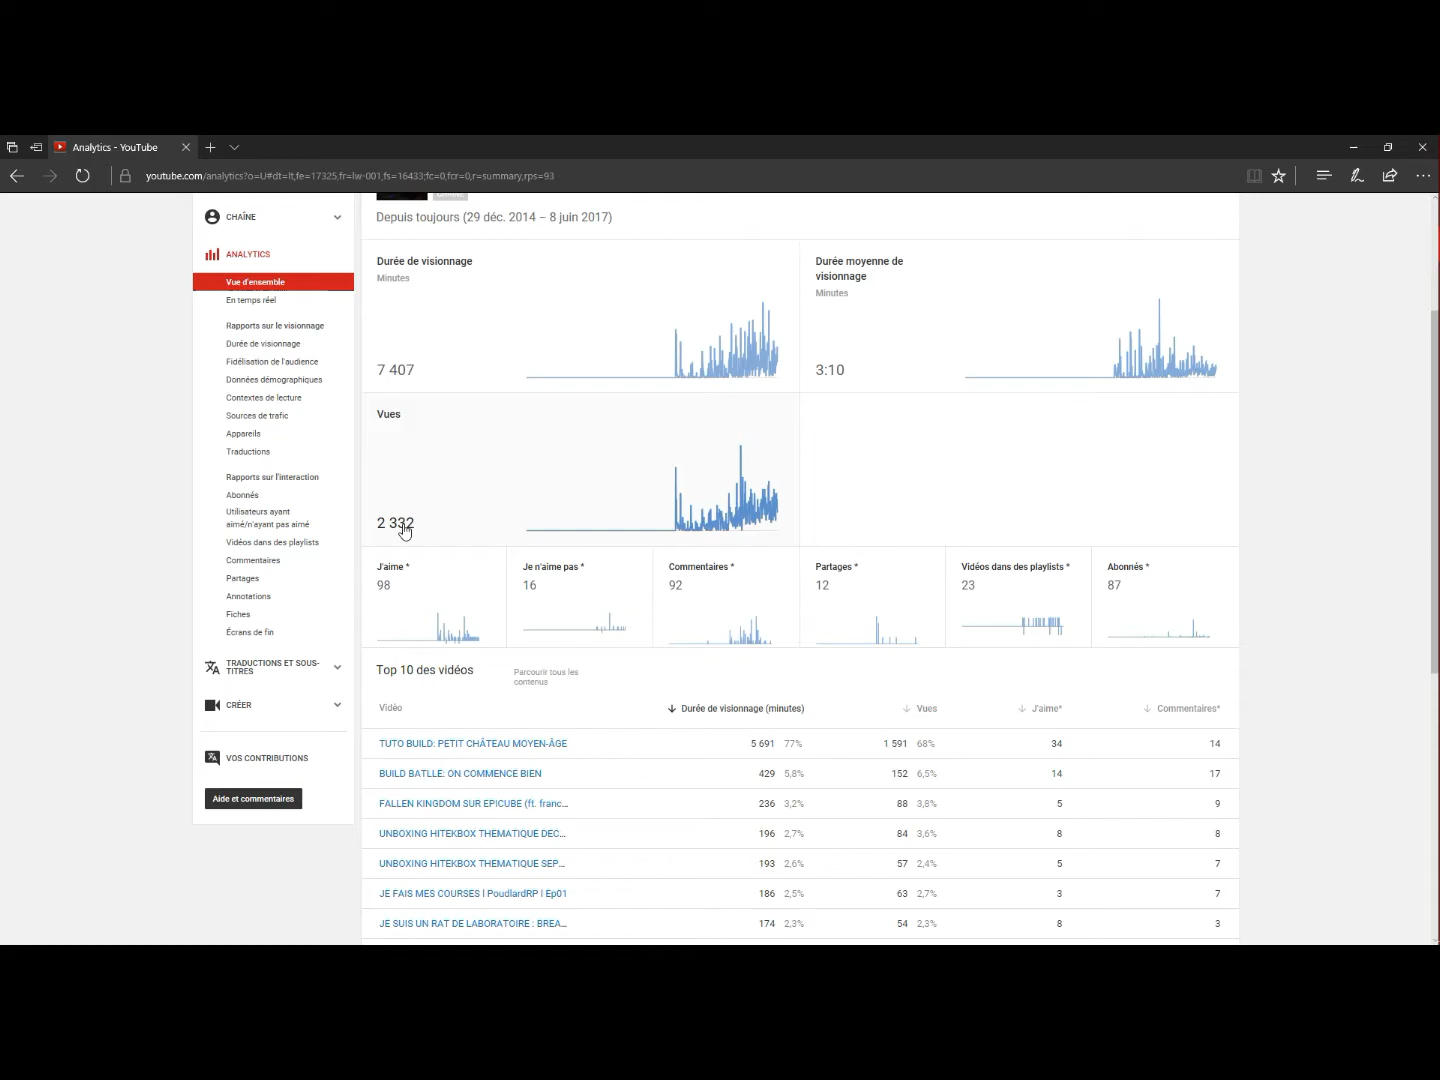 Analytics - YouTube
youtube.com/analytics?o=U#dt=lt,fe=17325,fr=lw-001,fs=16433;fc=0,fcr=0,r=summary,rps=93
CHAÎNE
ANALYTICS
Vue d'ensemble
En temps réel
Rapports sur le visionnage
Durée de visionnage
Fidélisation de l'audience
Données démographiques
Contextes de lecture
Sources de trafic
Appareils
Traductions
Rapports sur l'interaction
Abonnés
Utilisateurs ayant
aimé/n'ayant pas aimé
Vidéos dans des playlists
Commentaires
Partages
Annotations
Fiches
Écrans de fin
TRADUCTIONS ET SOUS-
TITRES
CRÉER
VOS CONTRIBUTIONS
Aide et commentaires
Depuis toujours (29 déc. 2014 – 8 juin 2017)
Durée de visionnage
Minutes
7 407
Durée moyenne de
visionnage
Minutes
3:10
Vues
2 332
J'aime *
98
Je n'aime pas *
16
Commentaires *
92
Partages *
12
Vidéos dans des playlists *
23
Abonnés *
87
Top 10 des vidéos
Parcourir tous les
contenus
Vidéo Durée de visionnage (minutes) Vues J'aime* Commentaires*
TUTO BUILD: PETIT CHÂTEAU MOYEN-ÂGE 5 691 77% 1 591 68% 34 14
BUILD BATLLE: ON COMMENCE BIEN 429 5,8% 152 6,5% 14 17
FALLEN KINGDOM SUR EPICUBE (ft. franc... 236 3,2% 88 3,8% 5 9
UNBOXING HITEKBOX THEMATIQUE DEC... 196 2,7% 84 3,6% 8 8
UNBOXING HITEKBOX THEMATIQUE SEP... 193 2,6% 57 2,4% 5 7
JE FAIS MES COURSES l PoudlardRP l Ep01 186 2,5% 63 2,7% 3 7
JE SUIS UN RAT DE LABORATOIRE : BREA... 174 2,3% 54 2,3% 8 3